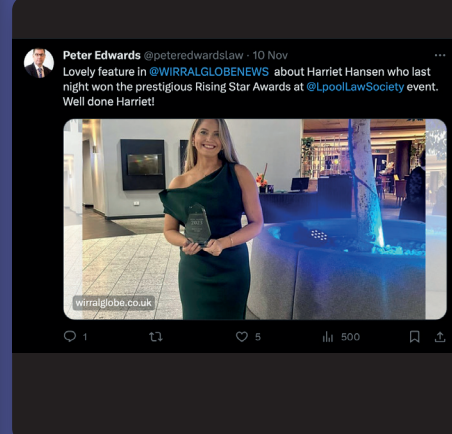 Peter Edwards @peteredwardslaw · 10 Nov
Lovely feature in @WIRRALGLOBENEWS about Harriet Hansen who last
night won the prestigious Rising Star Awards at @LpoolLawSociety event.
Well done Harriet!
wirralglobe.co.uk
1 5 500